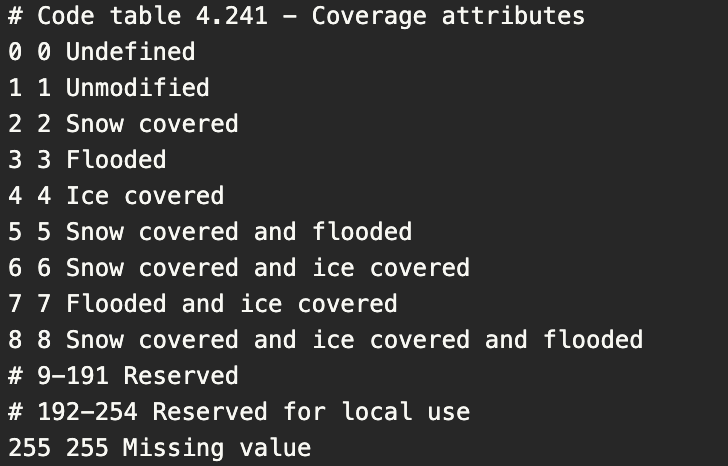 # Code table 4.241 - Coverage attributes
0 0 Undefined
1 1 Unmodified
2 2 Snow covered
3 3 Flooded
4 4 Ice covered
5 5 Snow covered and flooded
6 6 Snow covered and ice covered
7 7 Flooded and ice covered
8 8 Snow covered and ice covered and flooded
# 9-191 Reserved
# 192-254 Reserved for local use
255 255 Missing value